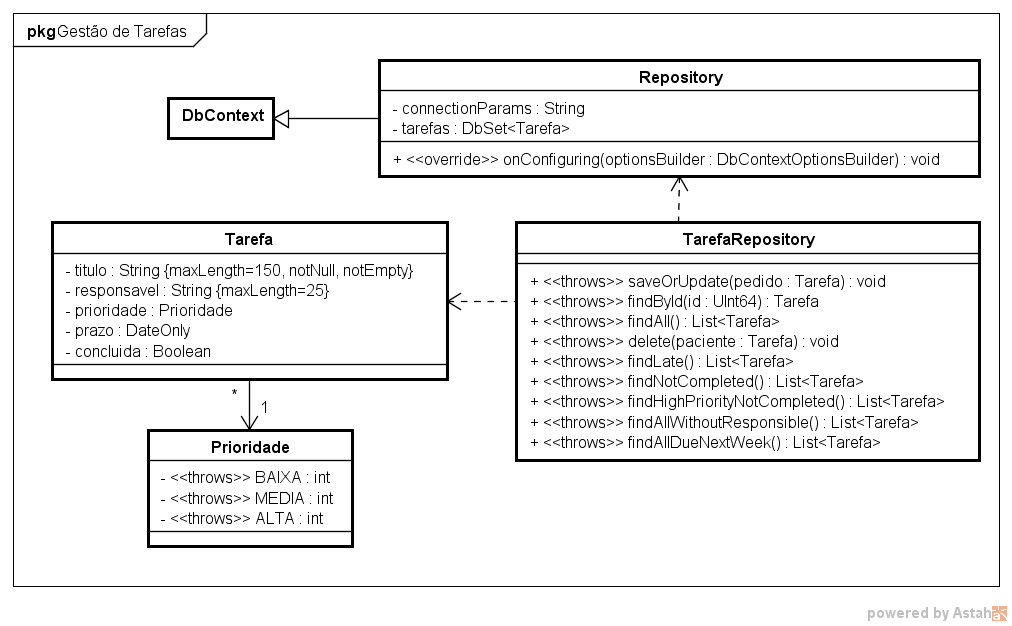 pkg Gestão de Tarefas
Repository
- connectionParams : String
- tarefas : DbSet<Tarefa>
+ <<override>> onConfiguring(optionsBuilder : DbContextOptionsBuilder) : void
DbContext
Tarefa
- titulo : String {maxLength=150, notNull, notEmpty}
- responsavel : String {maxLength=25}
- prioridade : Prioridade
- prazo : DateOnly
- concluida : Boolean
TarefaRepository
+ <<throws>> saveOrUpdate(pedido : Tarefa) : void
+ <<throws>> findById(id : UInt64) : Tarefa
+ <<throws>> findAll() : List<Tarefa>
+ <<throws>> delete(paciente : Tarefa) : void
+ <<throws>> findLate() : List<Tarefa>
+ <<throws>> findNotCompleted() : List<Tarefa>
+ <<throws>> findHighPriorityNotCompleted() : List<Tarefa>
+ <<throws>> findAllWithoutResponsible() : List<Tarefa>
+ <<throws>> findAllDueNextWeek() : List<Tarefa>
*
1
Prioridade
- <<throws>> BAIXA : int
- <<throws>> MEDIA : int
- <<throws>> ALTA : int
powered by Astah